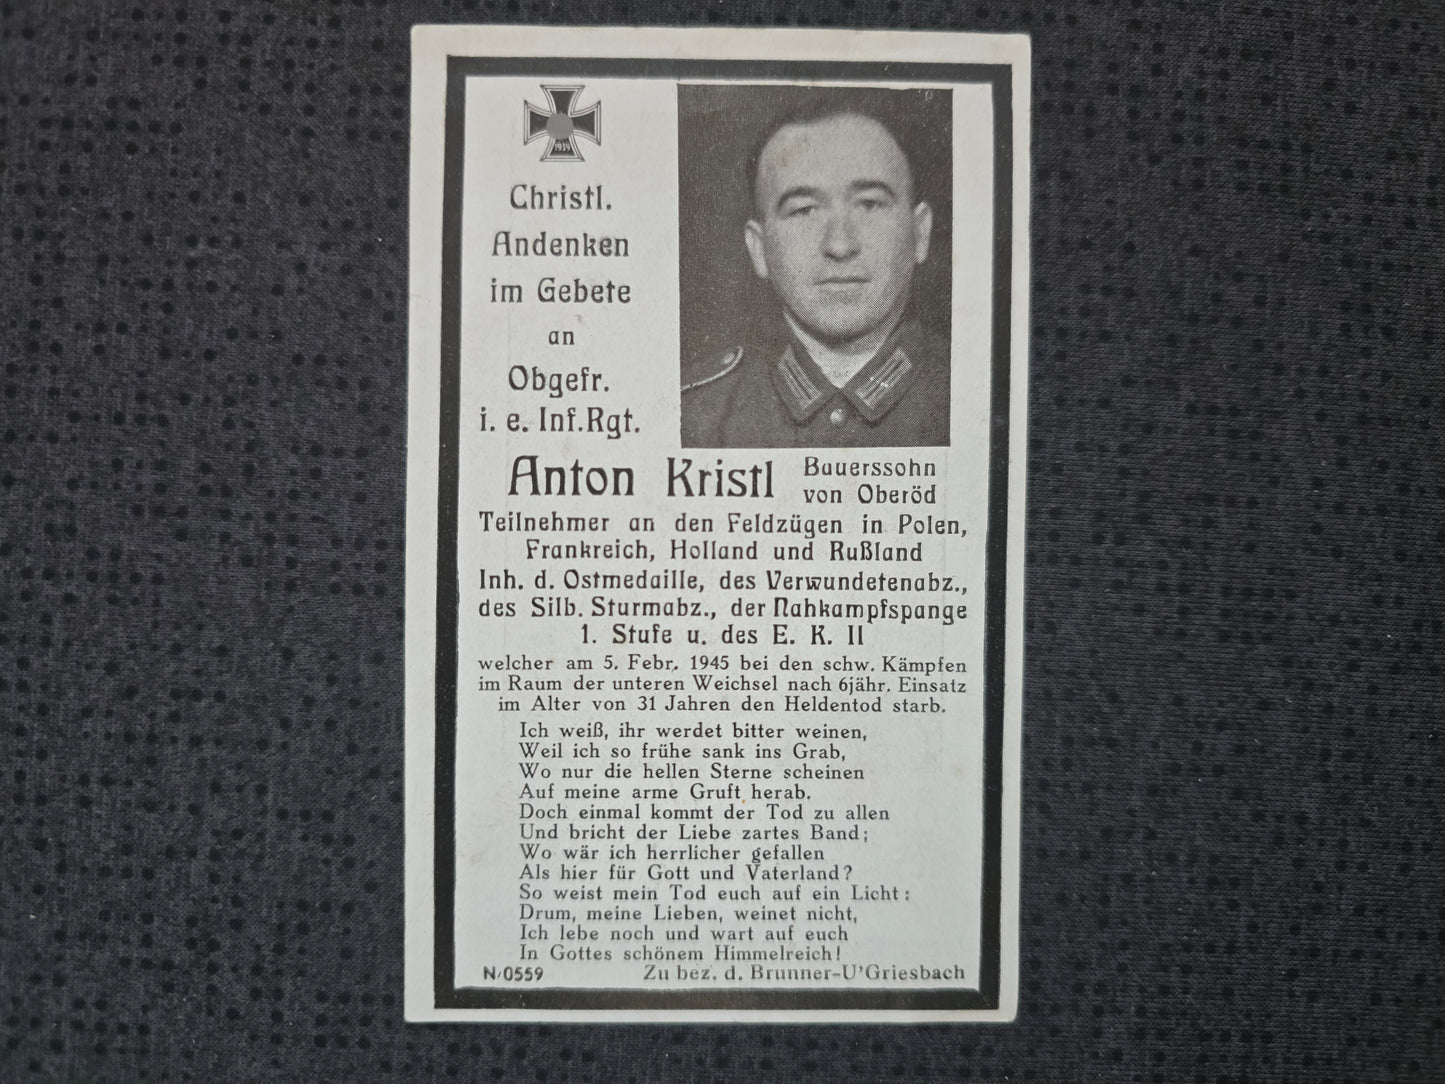 1939
Christl.
Andenken
im Gebete
an
Obgefr.
i. e. Inf.Rgt.
Anton Kristl
Bauerssohn
von Oberöd
Teilnehmer an den Feldzügen in Polen,
Frankreich, Holland und Rußland
Inh. d. Ostmedaille, des Verwundetenabz.,
des Silb. Sturmabz., der Nahkampfspange
1. Stufe u. des E. K. II
welcher am 5. Febr. 1945 bei den schw. Kämpfen
im Raum der unteren Weichsel nach 6jähr. Einsatz
im Alter von 31 Jahren den Heldentod starb.
Ich weiß, ihr werdet bitter weinen,
Weil ich so frühe sank ins Grab,
Wo nur die hellen Sterne scheinen
Auf meine arme Gruft herab.
Doch einmal kommt der Tod zu allen
Und bricht der Liebe zartes Band;
Wo wär ich herrlicher gefallen
Als hier für Gott und Vaterland?
So weist mein Tod euch auf ein Licht:
Drum, meine Lieben, weinet nicht,
Ich lebe noch und wart auf euch
In Gottes schönem Himmelreich!
N/0559 Zu bez. d. Brunner-U'Griesbach